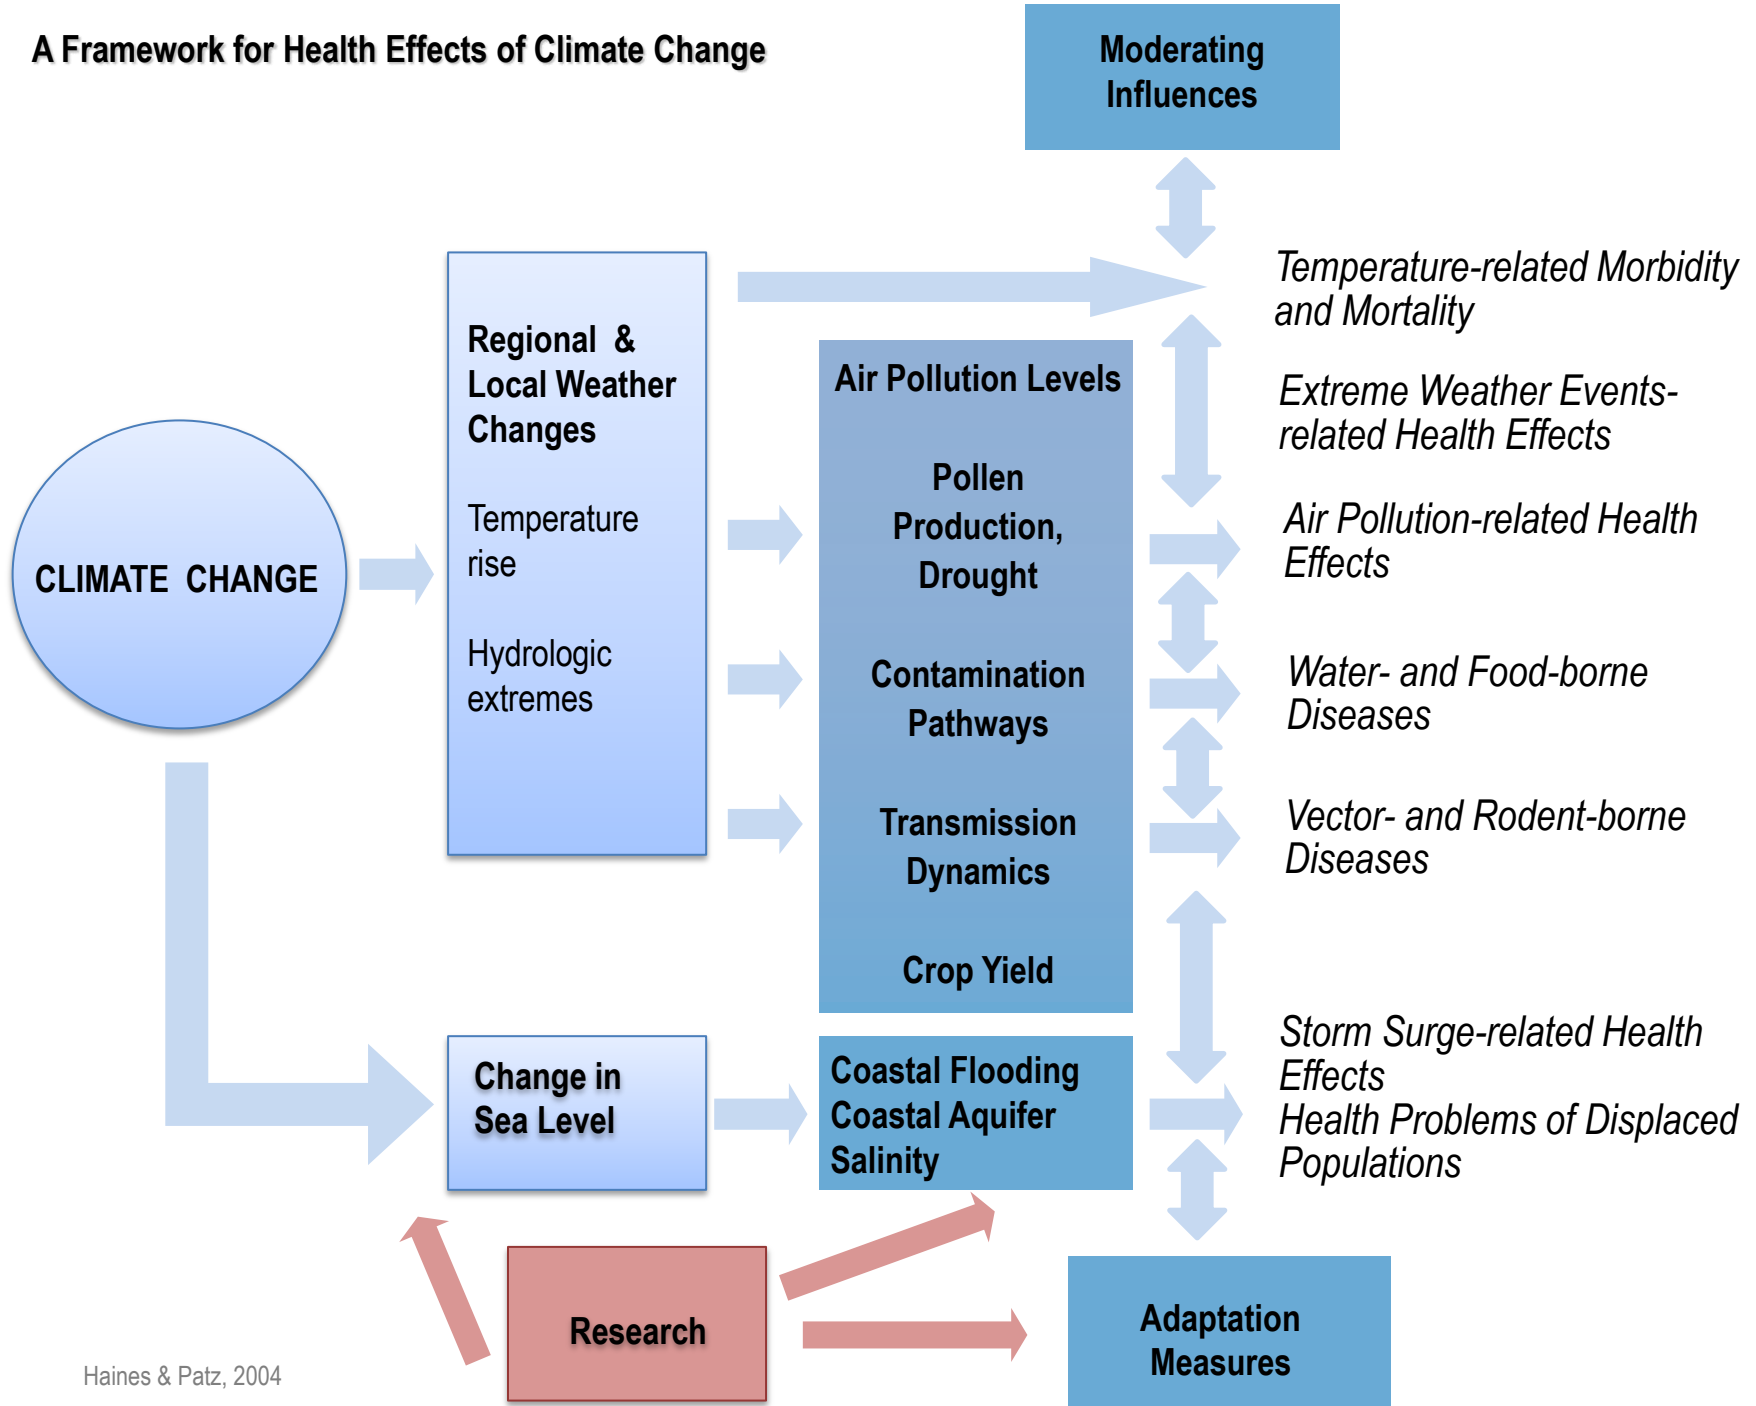 A Framework for Health Effects of Climate Change
Moderating
Influences
CLIMATE CHANGE
Regional &
Local Weather
Changes
Temperature
rise
Hydrologic
extremes
Air Pollution Levels
Pollen
Production,
Drought
Contamination
Pathways
Transmission
Dynamics
Crop Yield
Temperature-related Morbidity
and Mortality
Extreme Weather Events-
related Health Effects
Air Pollution-related Health
Effects
Water- and Food-borne
Diseases
Vector- and Rodent-borne
Diseases
Change in
Sea Level
Coastal Flooding
Coastal Aquifer
Salinity
Storm Surge-related Health
Effects
Health Problems of Displaced
Populations
Research
Adaptation
Measures
Haines & Patz, 2004